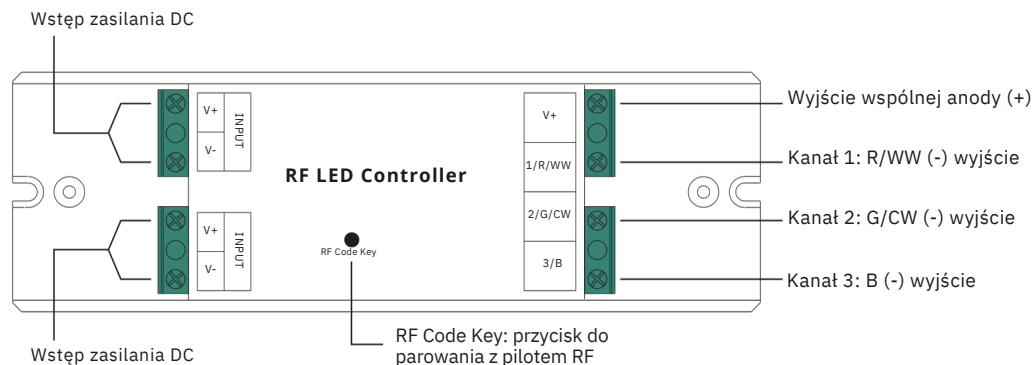 Wstęp zasilania DC
V+
V-
INPUT
V+
V-
INPUT
Wstęp zasilania DC
RF LED Controller
RF Code Key
RF Code Key: przycisk do
parowania z pilotem RF
V+
1/R/WW
2/G/CW
3/B
Wyjście wspólnej anody (+)
Kanał 1: R/WW (-) wyjście
Kanał 2: G/CW (-) wyjście
Kanał 3: B (-) wyjście